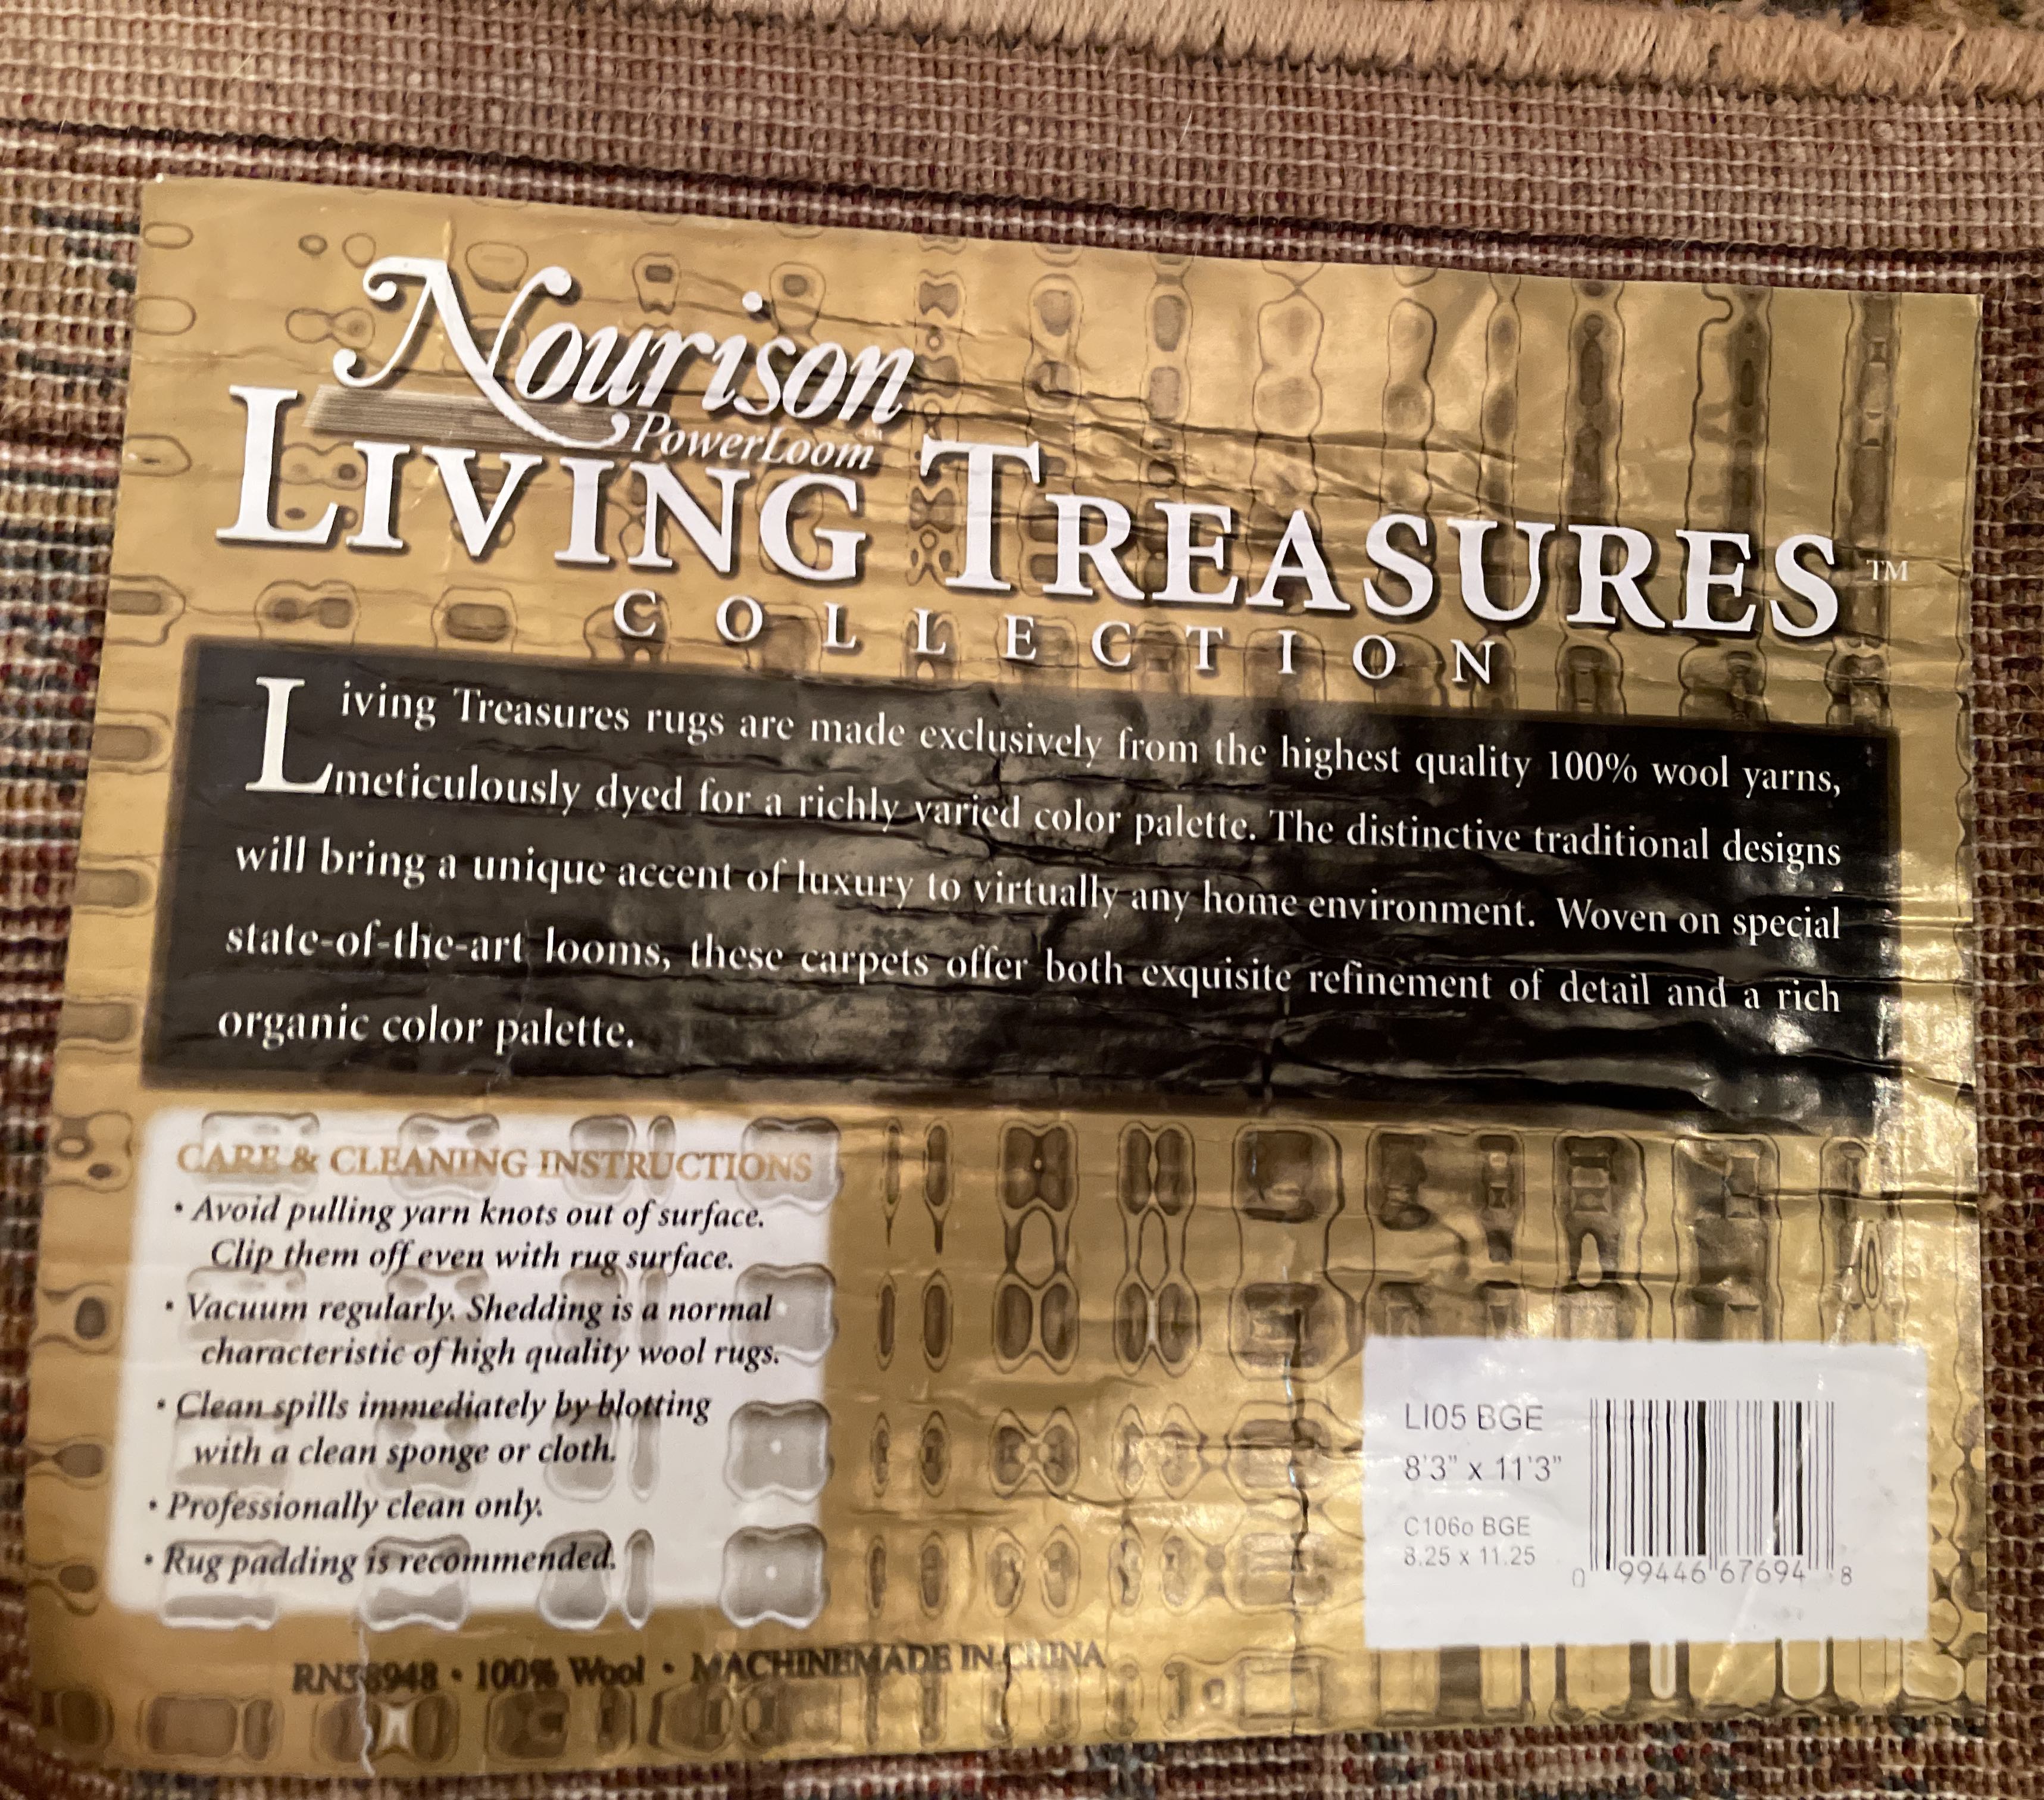 Nourison
PowerLoom™
LIVING TREASURES™
COLLECTION
Living Treasures rugs are made exclusively from the highest quality 100% wool yarns,
meticulously dyed for a richly varied color palette. The distinctive traditional designs
will bring a unique accent of luxury to virtually any home environment. Woven on special
state-of-the-art looms, these carpets offer both exquisite refinement of detail and a rich
organic color palette.
CARE & CLEANING INSTRUCTIONS
• Avoid pulling yarn knots out of surface.
Clip them off even with rug surface.
• Vacuum regularly. Shedding is a normal
characteristic of high quality wool rugs.
• Clean spills immediately by blotting
with a clean sponge or cloth.
• Professionally clean only.
• Rug padding is recommended.
RN58948 • 100% Wool • MACHINEMADE IN CHINA
LI05 BGE
8'3" x 11'3"
C106o BGE
8.25 x 11.25
0 99446 67694 8